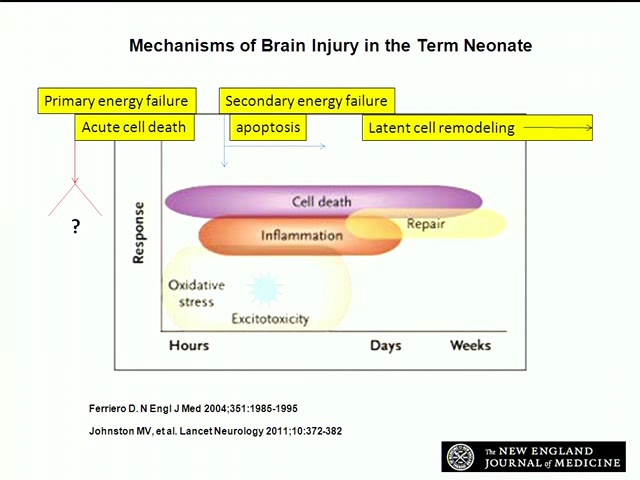 Mechanisms of Brain Injury in the Term Neonate
Primary energy failure
Secondary energy failure
Acute cell death
apoptosis
Latent cell remodeling
?
Response
Cell death
Repair
Inflammation
Oxidative
stress
Excitotoxicity
Hours
Days
Weeks
Ferriero D. N Engl J Med 2004;351:1985-1995
Johnston MV, et al. Lancet Neurology 2011;10:372-382
The NEW ENGLAND
JOURNAL of MEDICINE